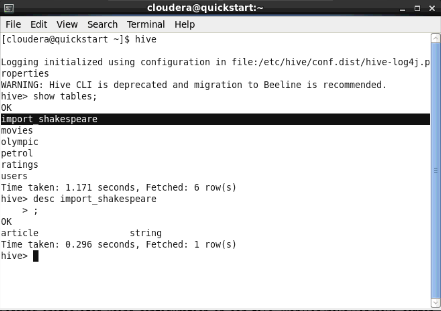 cloudera@quickstart:~
File Edit View Search Terminal Help
[cloudera@quickstart ~]$ hive
Logging initialized using configuration in file:/etc/hive/conf.dist/hive-log4j.p
roperties
WARNING: Hive CLI is deprecated and migration to Beeline is recommended.
hive> show tables;
OK
import_shakespeare
movies
olympic
petrol
ratings
users
Time taken: 1.171 seconds, Fetched: 6 row(s)
hive> desc import_shakespeare
    > ;
OK
article                 string
Time taken: 0.296 seconds, Fetched: 1 row(s)
hive>